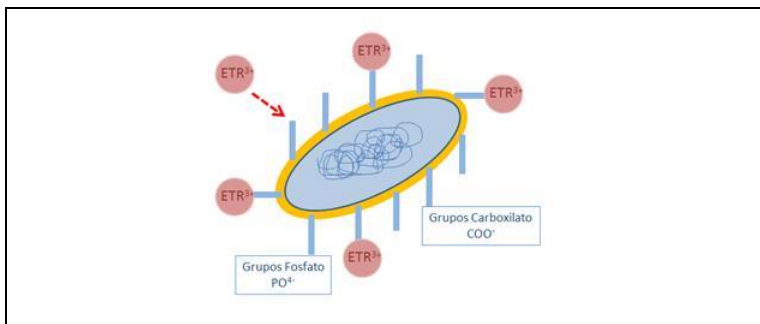 ETR³⁺
ETR³⁺
ETR³⁺
ETR³⁺
Grupos Carboxilato
COO⁻
ETR³⁺
Grupos Fosfato
PO⁴⁻